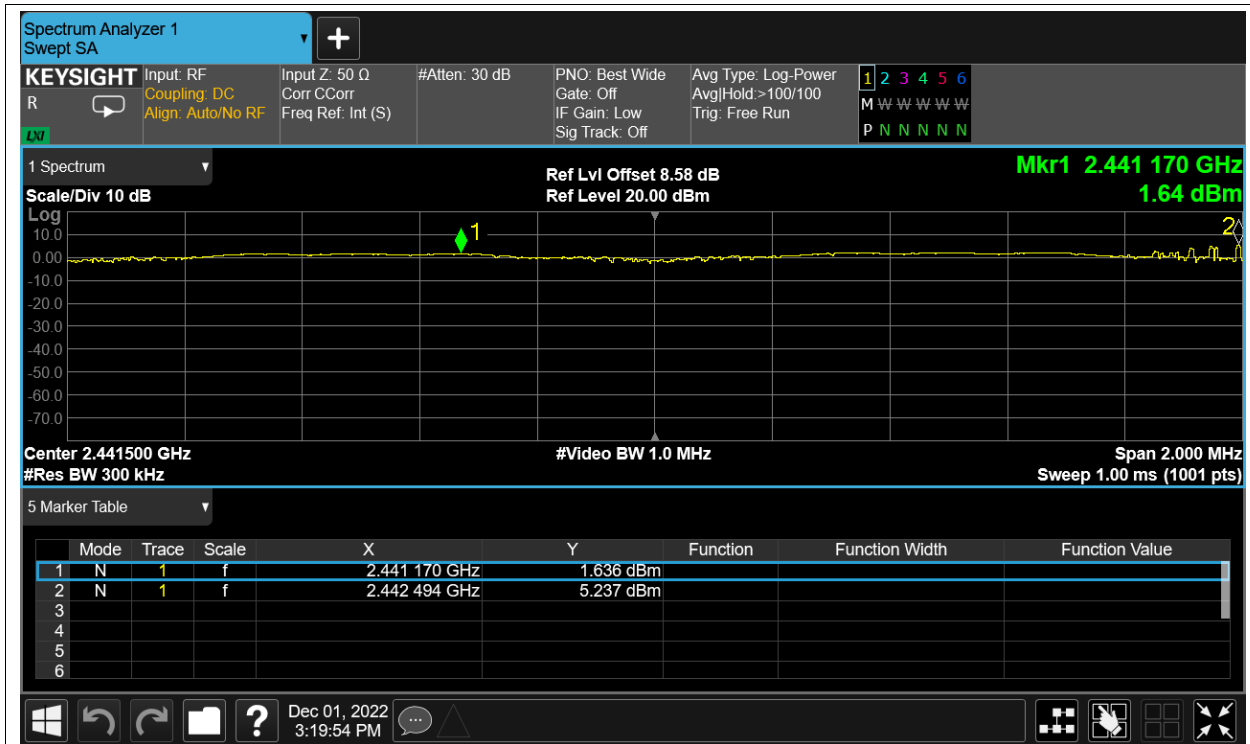 Spectrum Analyzer 1
Swept SA
KEYSIGHT
R
LXI
Input: RF
Coupling: DC
Align: Auto/No RF
Input Z: 50 Ω
Corr CCorr
Freq Ref: Int (S)
#Atten: 30 dB
PNO: Best Wide
Gate: Off
IF Gain: Low
Sig Track: Off
Avg Type: Log-Power
Avg|Hold:>100/100
Trig: Free Run
1 2 3 4 5 6
M W W W W W
P N N N N N
1 Spectrum
Scale/Div 10 dB
Ref Lvl Offset 8.58 dB
Ref Level 20.00 dBm
Mkr1 2.441 170 GHz
1.64 dBm
Log
10.0
0.00
-10.0
-20.0
-30.0
-40.0
-50.0
-60.0
-70.0
1
2
Center 2.441500 GHz
#Res BW 300 kHz
#Video BW 1.0 MHz
Span 2.000 MHz
Sweep 1.00 ms (1001 pts)
5 Marker Table
Mode Trace Scale X Y Function Function Width Function Value
1 N 1 f 2.441 170 GHz 1.636 dBm
2 N 1 f 2.442 494 GHz 5.237 dBm
3
4
5
6
?
Dec 01, 2022
3:19:54 PM